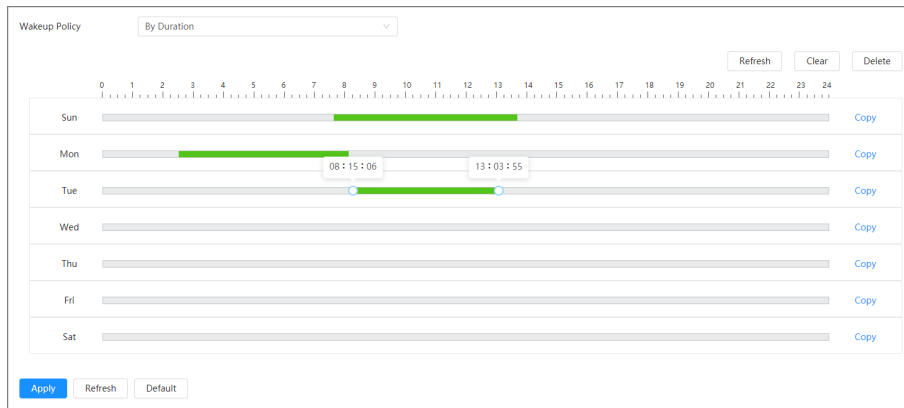 Wakeup Policy By Duration
Refresh Clear Delete
0 1 2 3 4 5 6 7 8 9 10 11 12 13 14 15 16 17 18 19 20 21 22 23 24
Sun Copy
Mon Copy
08 : 15 : 06 13 : 03 : 55
Tue Copy
Wed Copy
Thu Copy
Fri Copy
Sat Copy
Apply Refresh Default